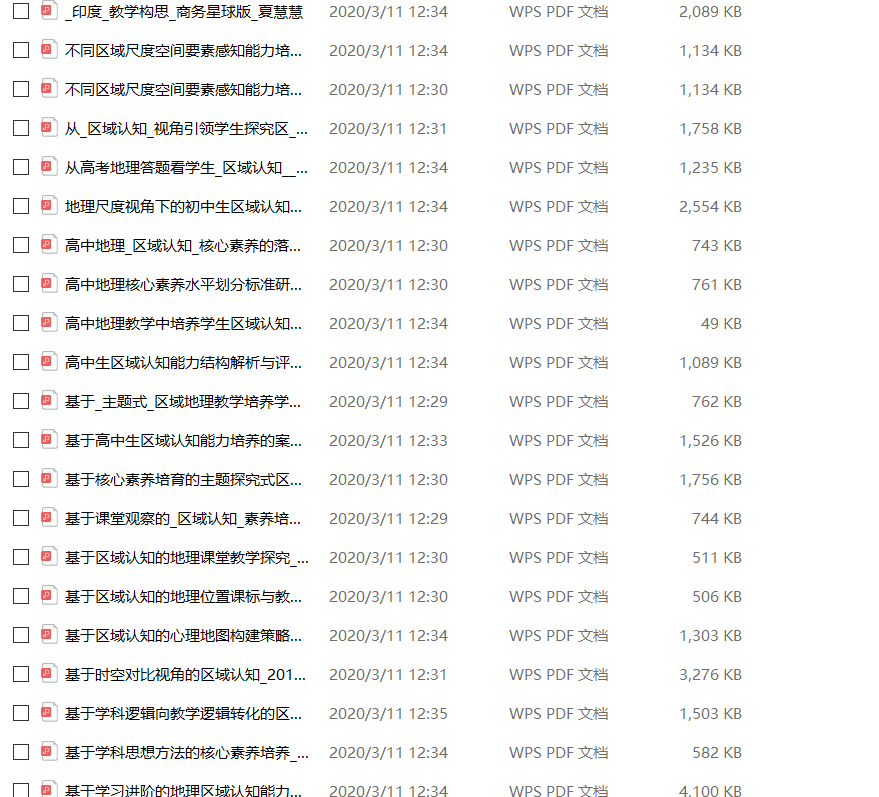 _印度_教学构思_商务星球版_夏慧慧 2020/3/11 12:34 WPS PDF 文档 2,089 KB
不同区域尺度空间要素感知能力培... 2020/3/11 12:34 WPS PDF 文档 1,134 KB
不同区域尺度空间要素感知能力培... 2020/3/11 12:30 WPS PDF 文档 1,134 KB
从_区域认知_视角引领学生探究区_... 2020/3/11 12:31 WPS PDF 文档 1,758 KB
从高考地理答题看学生_区域认知__... 2020/3/11 12:34 WPS PDF 文档 1,235 KB
地理尺度视角下的初中生区域认知... 2020/3/11 12:34 WPS PDF 文档 2,554 KB
高中地理_区域认知_核心素养的落... 2020/3/11 12:30 WPS PDF 文档 743 KB
高中地理核心素养水平划分标准研... 2020/3/11 12:30 WPS PDF 文档 761 KB
高中地理教学中培养学生区域认知... 2020/3/11 12:34 WPS PDF 文档 49 KB
高中生区域认知能力结构解析与评... 2020/3/11 12:34 WPS PDF 文档 1,089 KB
基于_主题式_区域地理教学培养学... 2020/3/11 12:29 WPS PDF 文档 762 KB
基于高中生区域认知能力培养的案... 2020/3/11 12:33 WPS PDF 文档 1,526 KB
基于核心素养培育的主题探究式区... 2020/3/11 12:30 WPS PDF 文档 1,756 KB
基于课堂观察的_区域认知_素养培... 2020/3/11 12:29 WPS PDF 文档 744 KB
基于区域认知的地理课堂教学探究_... 2020/3/11 12:30 WPS PDF 文档 511 KB
基于区域认知的地理位置课标与教... 2020/3/11 12:30 WPS PDF 文档 506 KB
基于区域认知的心理地图构建策略... 2020/3/11 12:34 WPS PDF 文档 1,303 KB
基于时空对比视角的区域认知_201... 2020/3/11 12:31 WPS PDF 文档 3,276 KB
基于学科逻辑向教学逻辑转化的区... 2020/3/11 12:35 WPS PDF 文档 1,503 KB
基于学科思想方法的核心素养培养_... 2020/3/11 12:34 WPS PDF 文档 582 KB
基于学习进阶的地理区域认知能力... 2020/3/11 12:34 WPS PDF 文档 4,100 KB